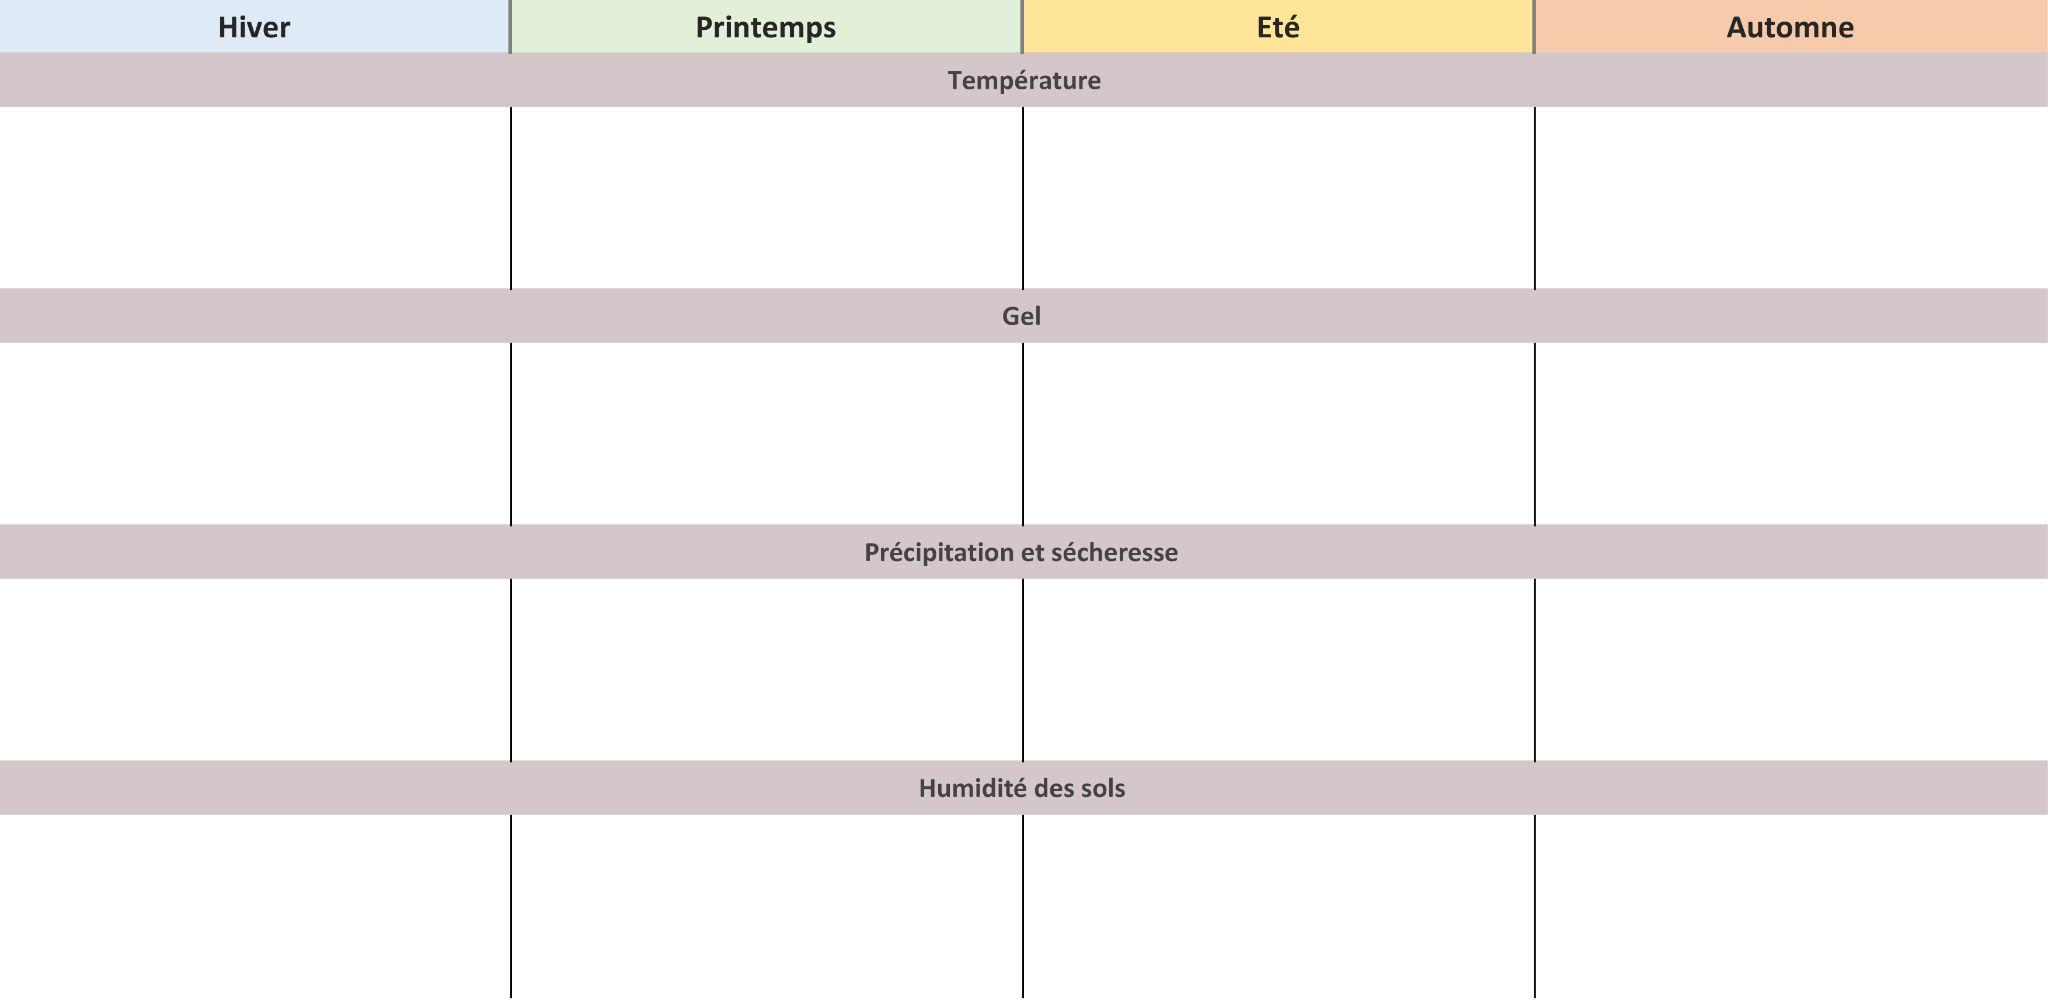 Hiver Printemps Eté Automne
Température
Gel
Précipitation et sécheresse
Humidité des sols